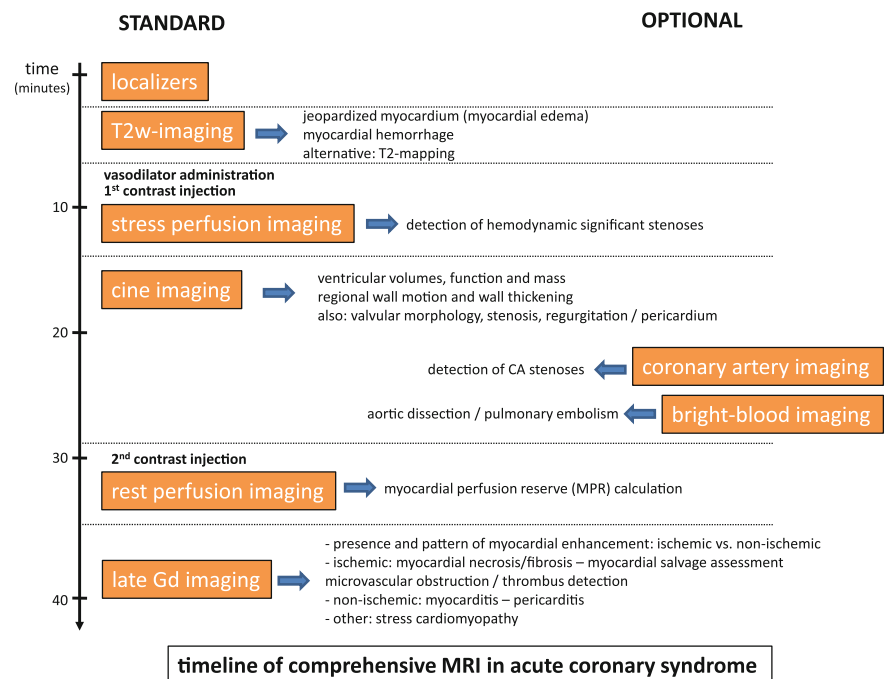 STANDARD
OPTIONAL
time
(minutes)
localizers
T2w-imaging
jeopardized myocardium (myocardial edema)
myocardial hemorrhage
alternative: T2-mapping
vasodilator administration
1st contrast injection
10
stress perfusion imaging
detection of hemodynamic significant stenoses
cine imaging
ventricular volumes, function and mass
regional wall motion and wall thickening
also: valvular morphology, stenosis, regurgitation / pericardium
20
detection of CA stenoses
coronary artery imaging
aortic dissection / pulmonary embolism
bright-blood imaging
30
2nd contrast injection
rest perfusion imaging
myocardial perfusion reserve (MPR) calculation
late Gd imaging
- presence and pattern of myocardial enhancement: ischemic vs. non-ischemic
- ischemic: myocardial necrosis/fibrosis – myocardial salvage assessment
microvascular obstruction / thrombus detection
- non-ischemic: myocarditis – pericarditis
- other: stress cardiomyopathy
40
timeline of comprehensive MRI in acute coronary syndrome